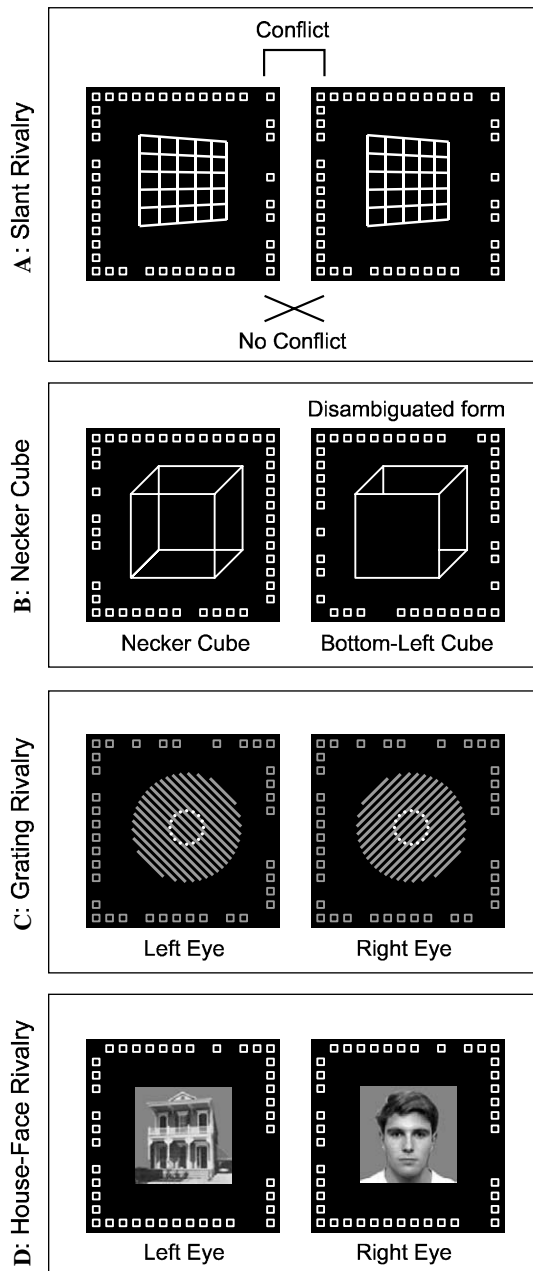 A: Slant Rivalry
Conflict
No Conflict
B: Necker Cube
Disambiguated form
Necker Cube
Bottom-Left Cube
C: Grating Rivalry
Left Eye
Right Eye
D: House-Face Rivalry
Left Eye
Right Eye